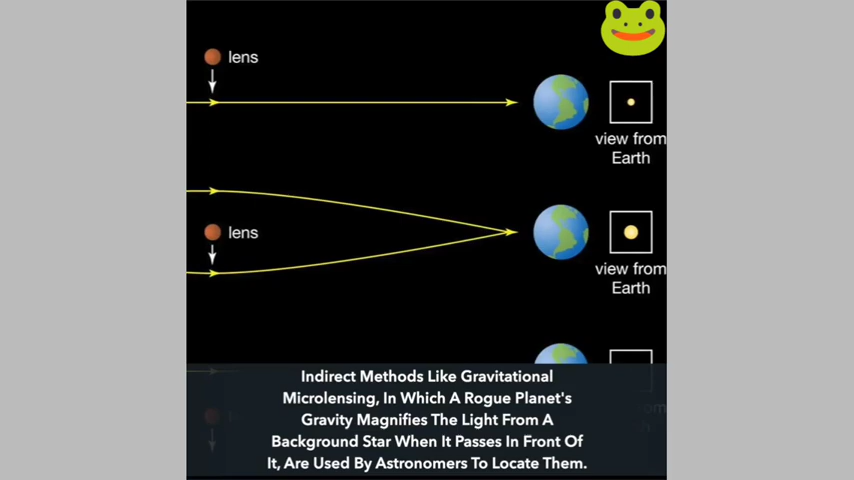 lens
view from
Earth
lens
view from
Earth
Indirect Methods Like Gravitational
Microlensing, In Which A Rogue Planet's
Gravity Magnifies The Light From A
Background Star When It Passes In Front Of
It, Are Used By Astronomers To Locate Them.